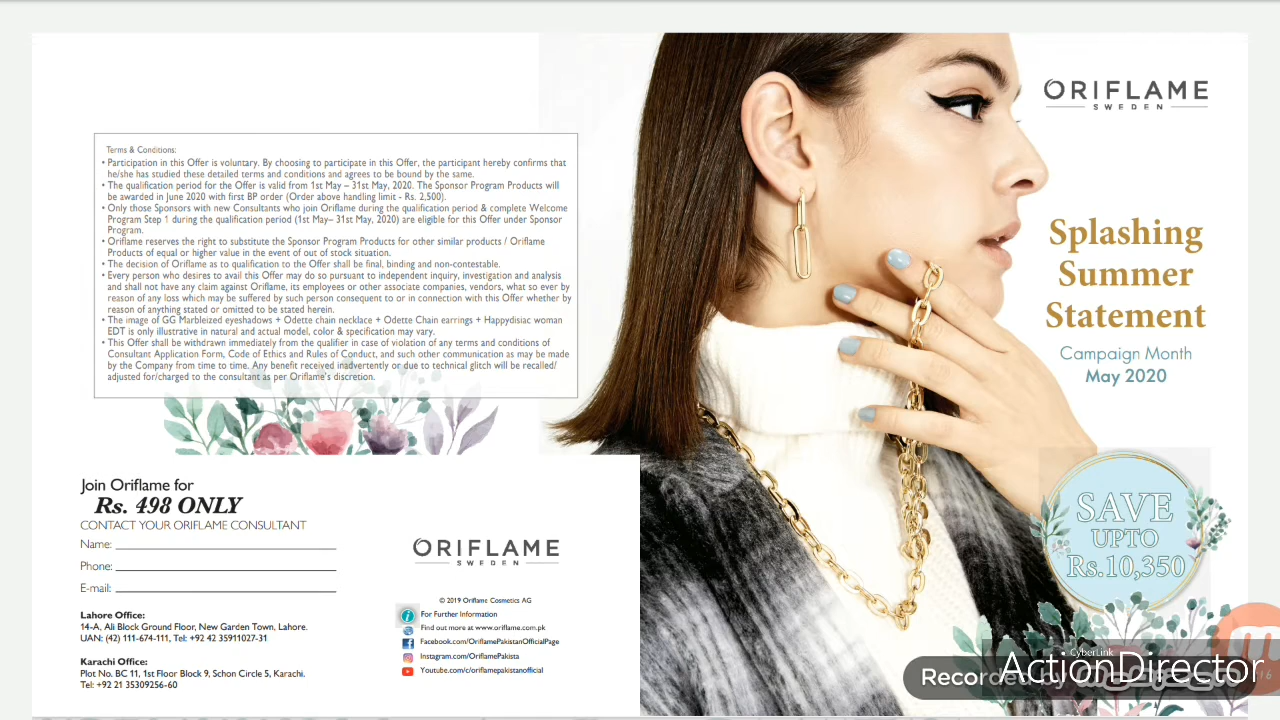 Terms & Conditions:
• Participation in this Offer is voluntary. By choosing to participate in this Offer, the participant hereby confirms that
he/she has studied these detailed terms and conditions and agrees to be bound by the same.
• The qualification period for the Offer is valid from 1st May – 31st May, 2020. The Sponsor Program Products will
be awarded in June 2020 with first BP order (Order above handling limit - Rs. 2,500).
• Only those Sponsors with new Consultants who join Oriflame during the qualification period & complete Welcome
Program Step 1 during the qualification period (1st May– 31st May, 2020) are eligible for this Offer under Sponsor
Program.
• Oriflame reserves the right to substitute the Sponsor Program Products for other similar products / Oriflame
Products of equal or higher value in the event of out of stock situation.
• The decision of Oriflame as to qualification to the Offer shall be final, binding and non-contestable.
• Every person who desires to avail this Offer may do so pursuant to independent inquiry, investigation and analysis
and shall not have any claim against Oriflame, its employees or other associate companies, vendors, what so ever by
reason of any loss which may be suffered by such person consequent to or in connection with this Offer whether by
reason of anything stated or omitted to be stated herein.
• The image of GG Marbleized eyeshadows + Odette chain necklace + Odette Chain earrings + Happydisiac woman
EDT is only illustrative in natural and actual model, color & specification may vary.
• This Offer shall be withdrawn immediately from the qualifier in case of violation of any terms and conditions of
Consultant Application Form, Code of Ethics and Rules of Conduct, and such other communication as may be made
by the Company from time to time. Any benefit received inadvertently or due to technical glitch will be recalled/
adjusted for/charged to the consultant as per Oriflame's discretion.
Join Oriflame for
Rs. 498 ONLY
CONTACT YOUR ORIFLAME CONSULTANT
Name:
Phone:
E-mail:
Lahore Office:
14-A, Ali Block Ground Floor, New Garden Town, Lahore.
UAN: (42) 111-674-111, Tel: +92 42 35911027-31
Karachi Office:
Plot No. BC 11, 1st Floor Block 9, Schon Circle 5, Karachi.
Tel: +92 21 35309256-60
ORIFLAME
SWEDEN
© 2019 Oriflame Cosmetics AG
For Further Information
Find out more at www.oriflame.com.pk
Facebook.com/OriflamePakistanOfficialPage
Instagram.com/OriflamePakista
Youtube.com/c/oriflamepakistanofficial
ORIFLAME
SWEDEN
Splashing
Summer
Statement
Campaign Month
May 2020
SAVE
UPTO
Rs.10,350
CyberLink
ActionDirector
Recorded by